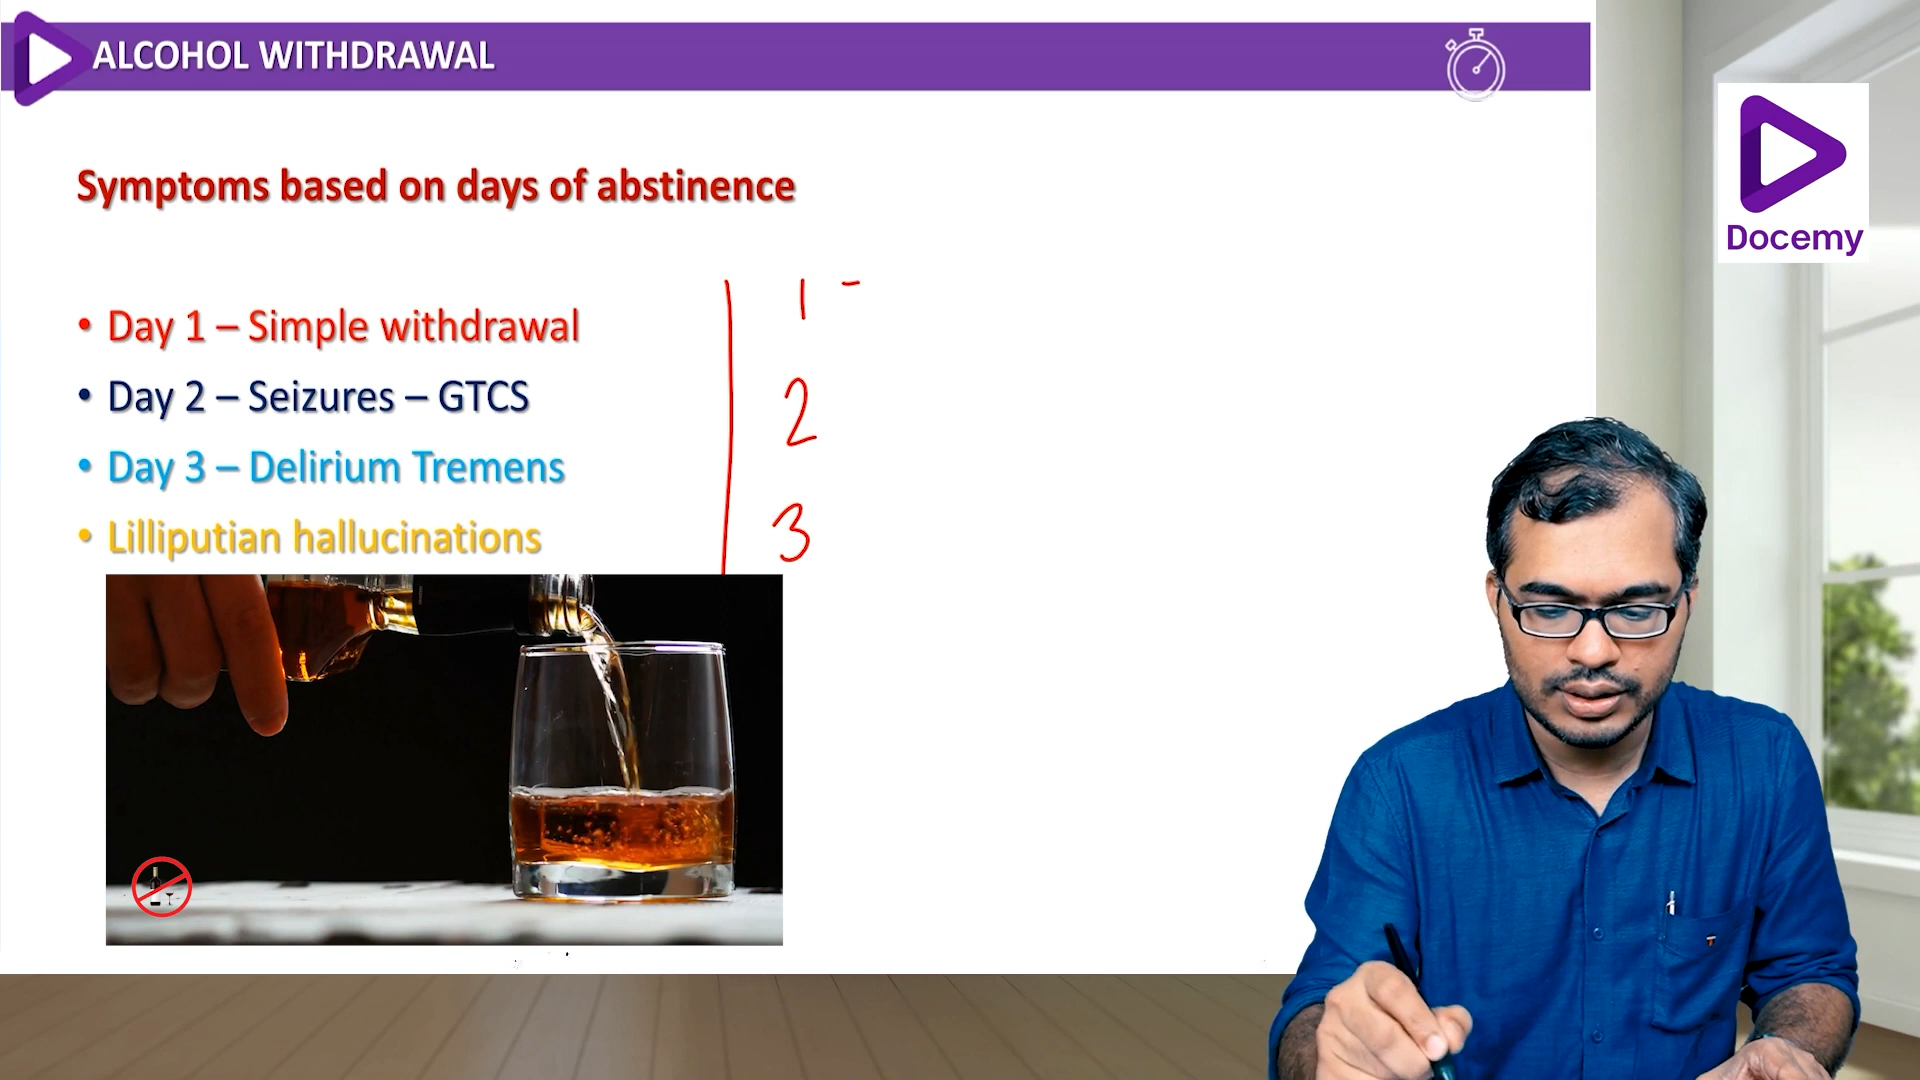 ALCOHOL WITHDRAWAL
Docemy
Symptoms based on days of abstinence
• Day 1 – Simple withdrawal
• Day 2 – Seizures – GTCS
• Day 3 – Delirium Tremens
• Lilliputian hallucinations
1 -
2
3